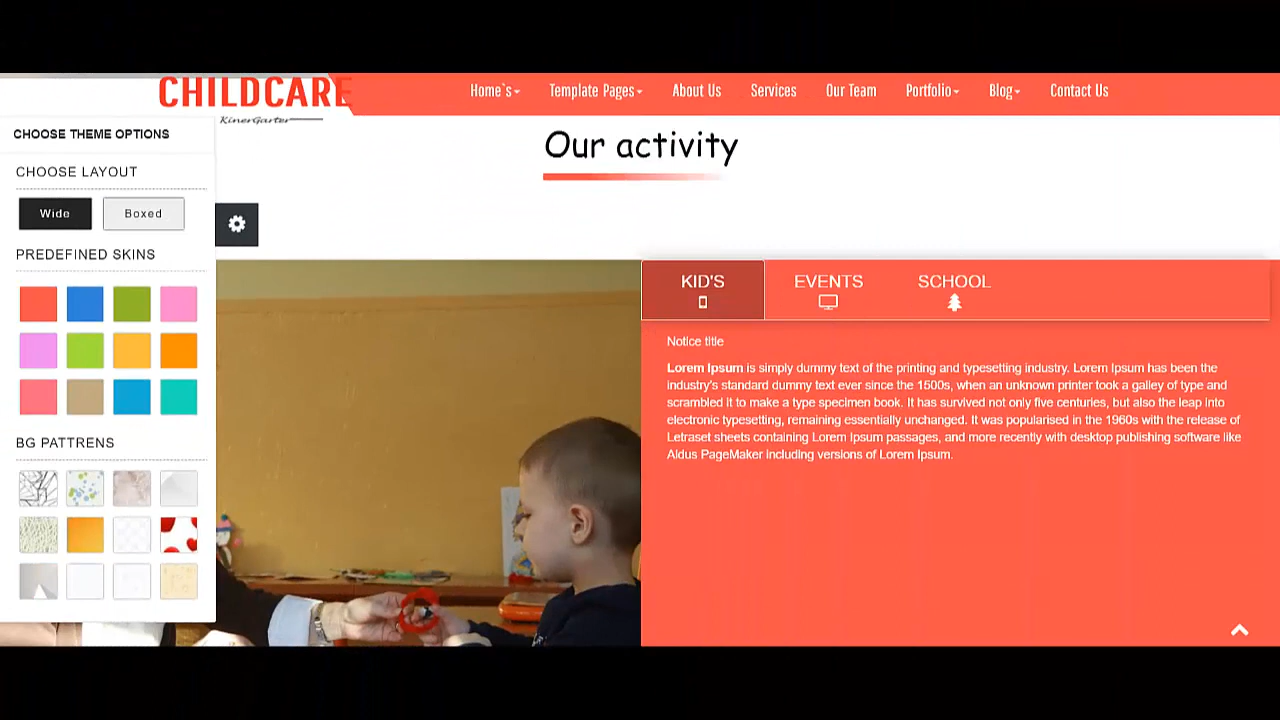 CHILDCARE
KinerGarten
Home`s
Template Pages
About Us
Services
Our Team
Portfolio
Blog
Contact Us
CHOOSE THEME OPTIONS
CHOOSE LAYOUT
Wide
Boxed
PREDEFINED SKINS
BG PATTRENS
Our activity
KID'S
EVENTS
SCHOOL
Notice title
Lorem Ipsum is simply dummy text of the printing and typesetting industry. Lorem Ipsum has been the
industry's standard dummy text ever since the 1500s, when an unknown printer took a galley of type and
scrambled it to make a type specimen book. It has survived not only five centuries, but also the leap into
electronic typesetting, remaining essentially unchanged. It was popularised in the 1960s with the release of
Letraset sheets containing Lorem Ipsum passages, and more recently with desktop publishing software like
Aldus PageMaker including versions of Lorem Ipsum.